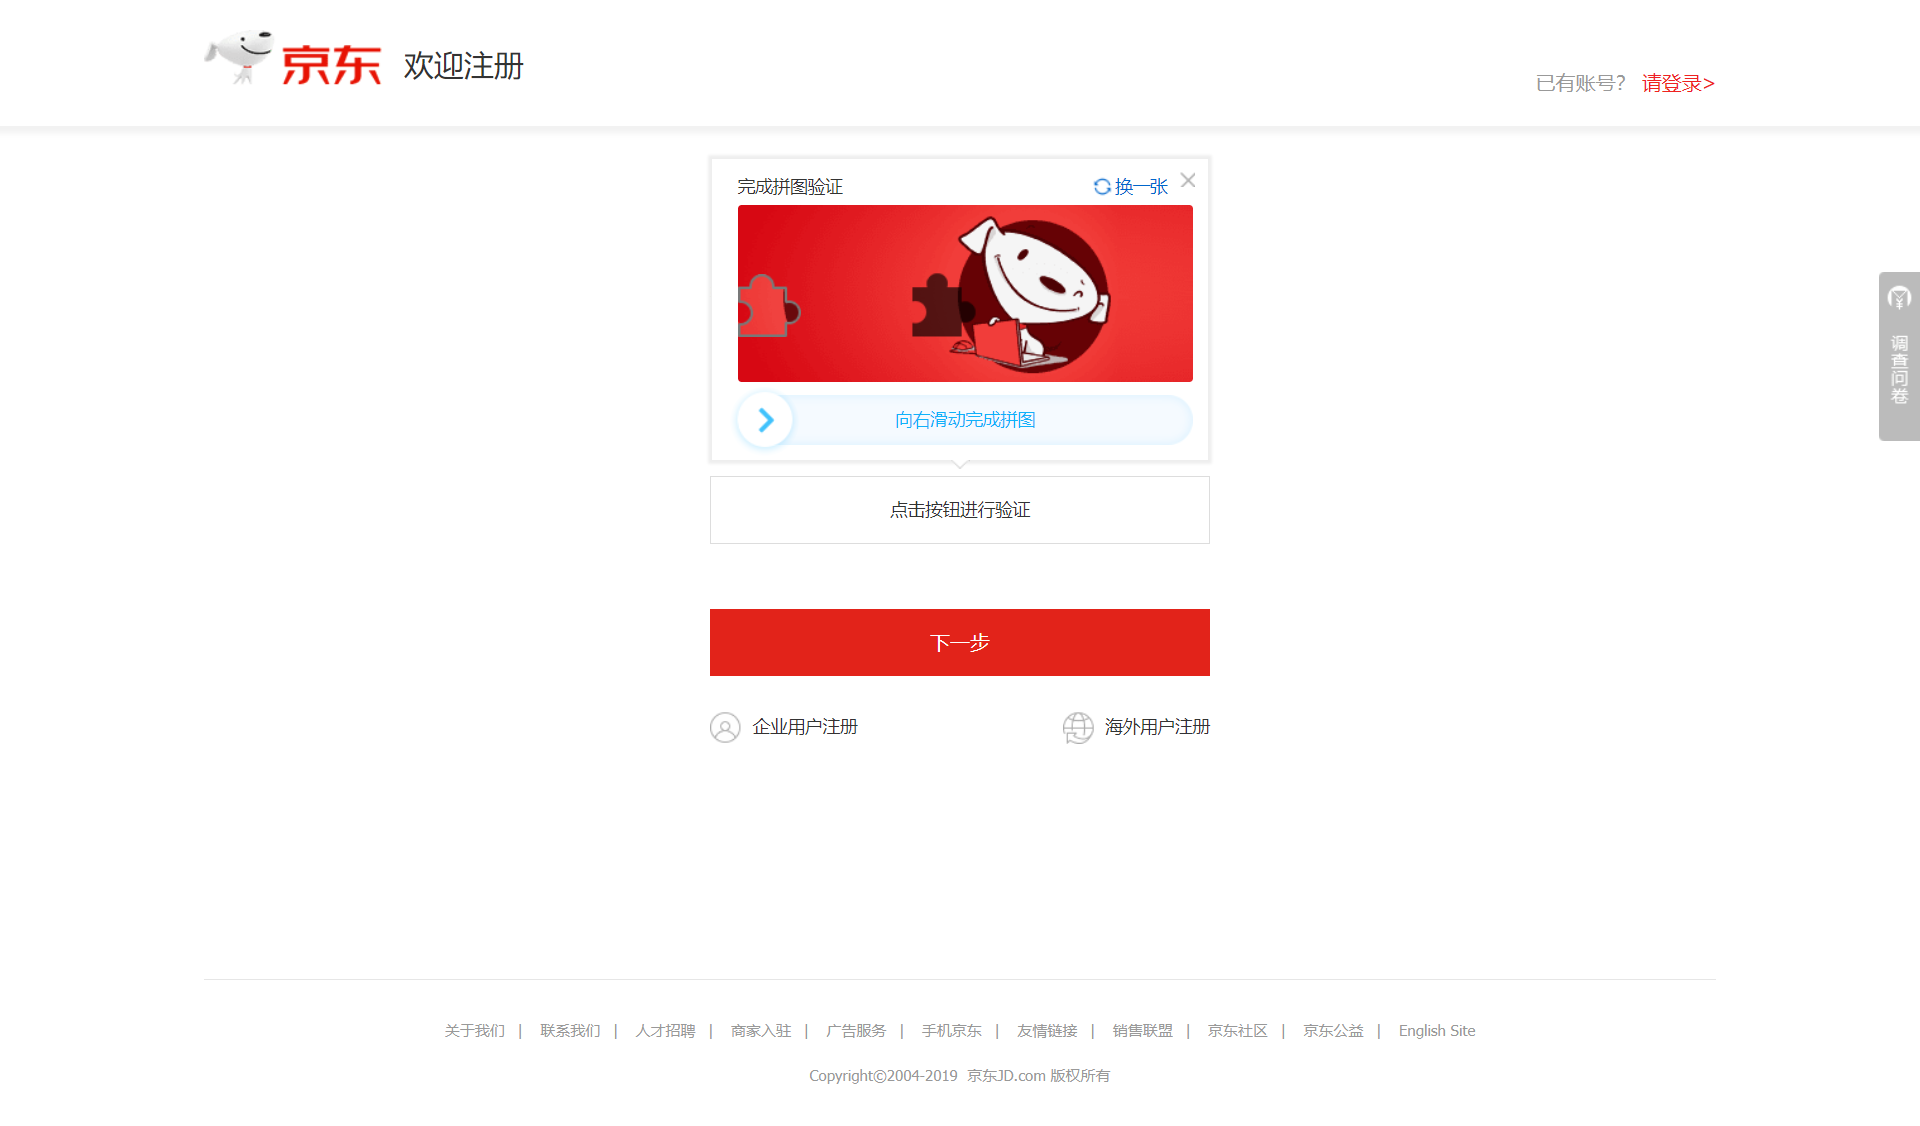 京东 欢迎注册
已有账号? 请登录>
完成拼图验证 换一张
向右滑动完成拼图
点击按钮进行验证
下一步
企业用户注册 海外用户注册
调查问卷
关于我们 | 联系我们 | 人才招聘 | 商家入驻 | 广告服务 | 手机京东 | 友情链接 | 销售联盟 | 京东社区 | 京东公益 | English Site
Copyright©2004-2019 京东JD.com 版权所有